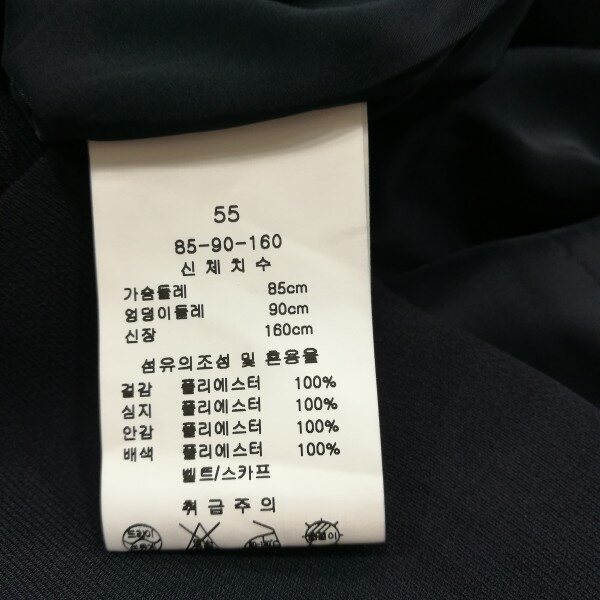 55
85-90-160
신체치수
가슴둘레 85cm
엉덩이둘레 90cm
신장 160cm
섬유의조성 및 혼용율
겉감 폴리에스터 100%
심지 폴리에스터 100%
안감 폴리에스터 100%
배색 폴리에스터 100%
벨트/스카프
취급주의
드라이